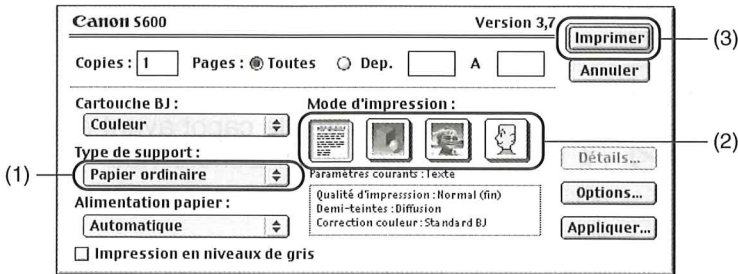 Canon S600 Version 3,7
Imprimer (3)
Copies : 1 Pages : Toutes Dep. A
Annuler
Cartouche BJ : Mode d'impression :
Couleur
(2)
Type de support : Détails...
(1) Papier ordinaire Paramètres courants : Texte
Qualité d'impresssion : Normal (fin) Options...
Alimentation papier : Demi-teintes : Diffusion
Automatique Correction couleur : Standard BJ Appliquer...
Impression en niveaux de gris